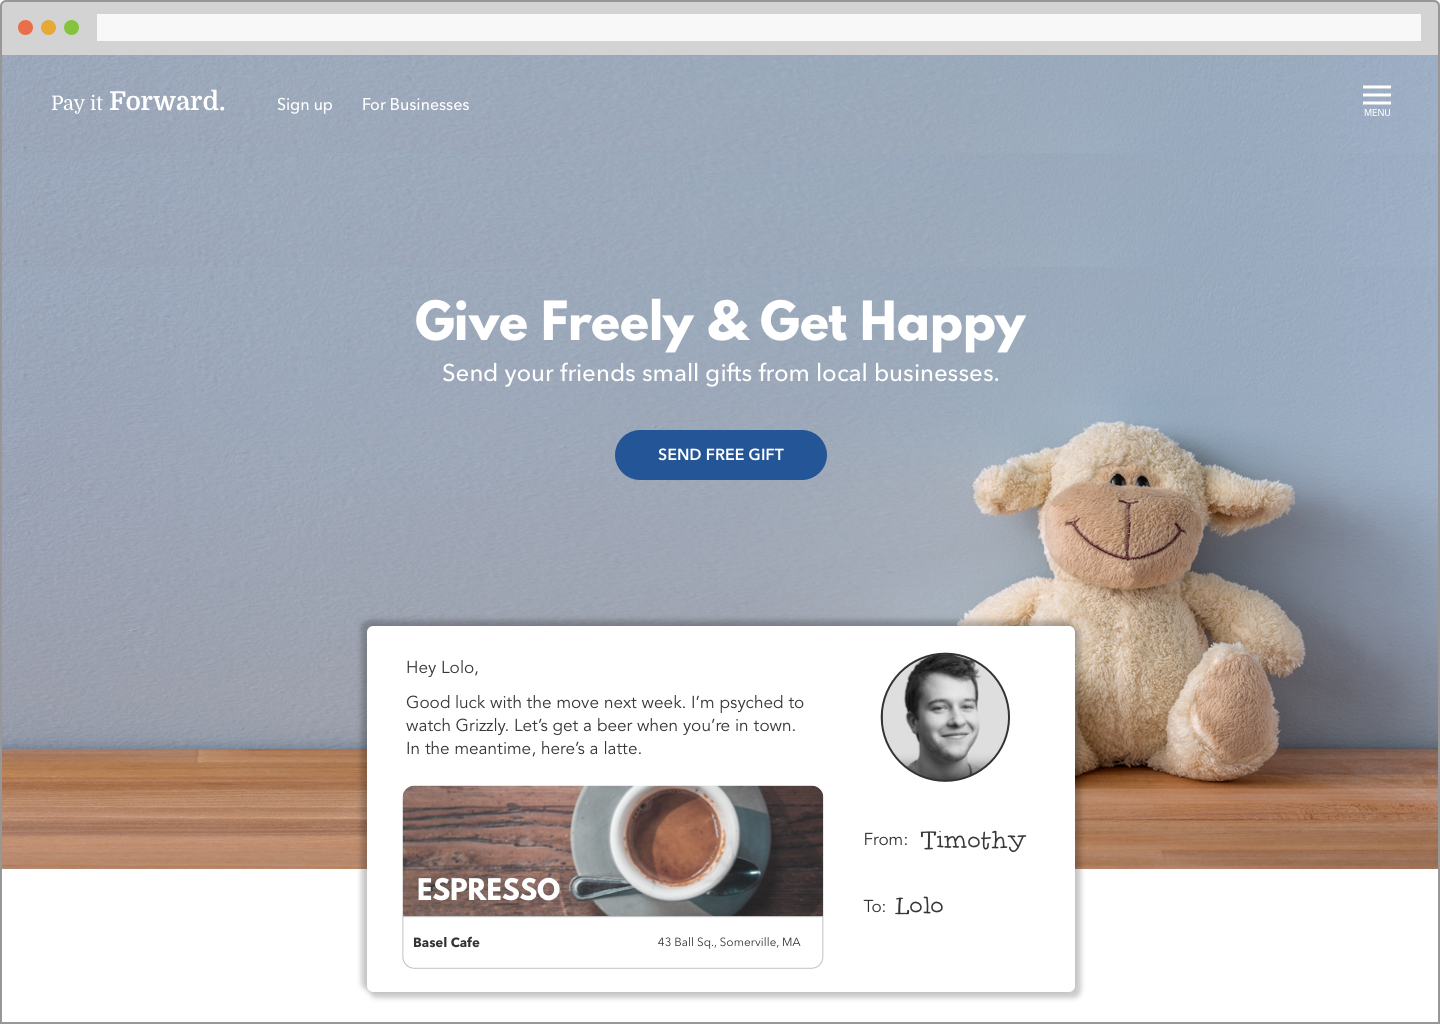 Pay it Forward.
Sign up
For Businesses
MENU
Give Freely & Get Happy
Send your friends small gifts from local businesses.
SEND FREE GIFT
Hey Lolo,
Good luck with the move next week. I’m psyched to
watch Grizzly. Let’s get a beer when you’re in town.
In the meantime, here’s a latte.
ESPRESSO
Basel Cafe
43 Ball Sq., Somerville, MA
From: Timothy
To: Lolo